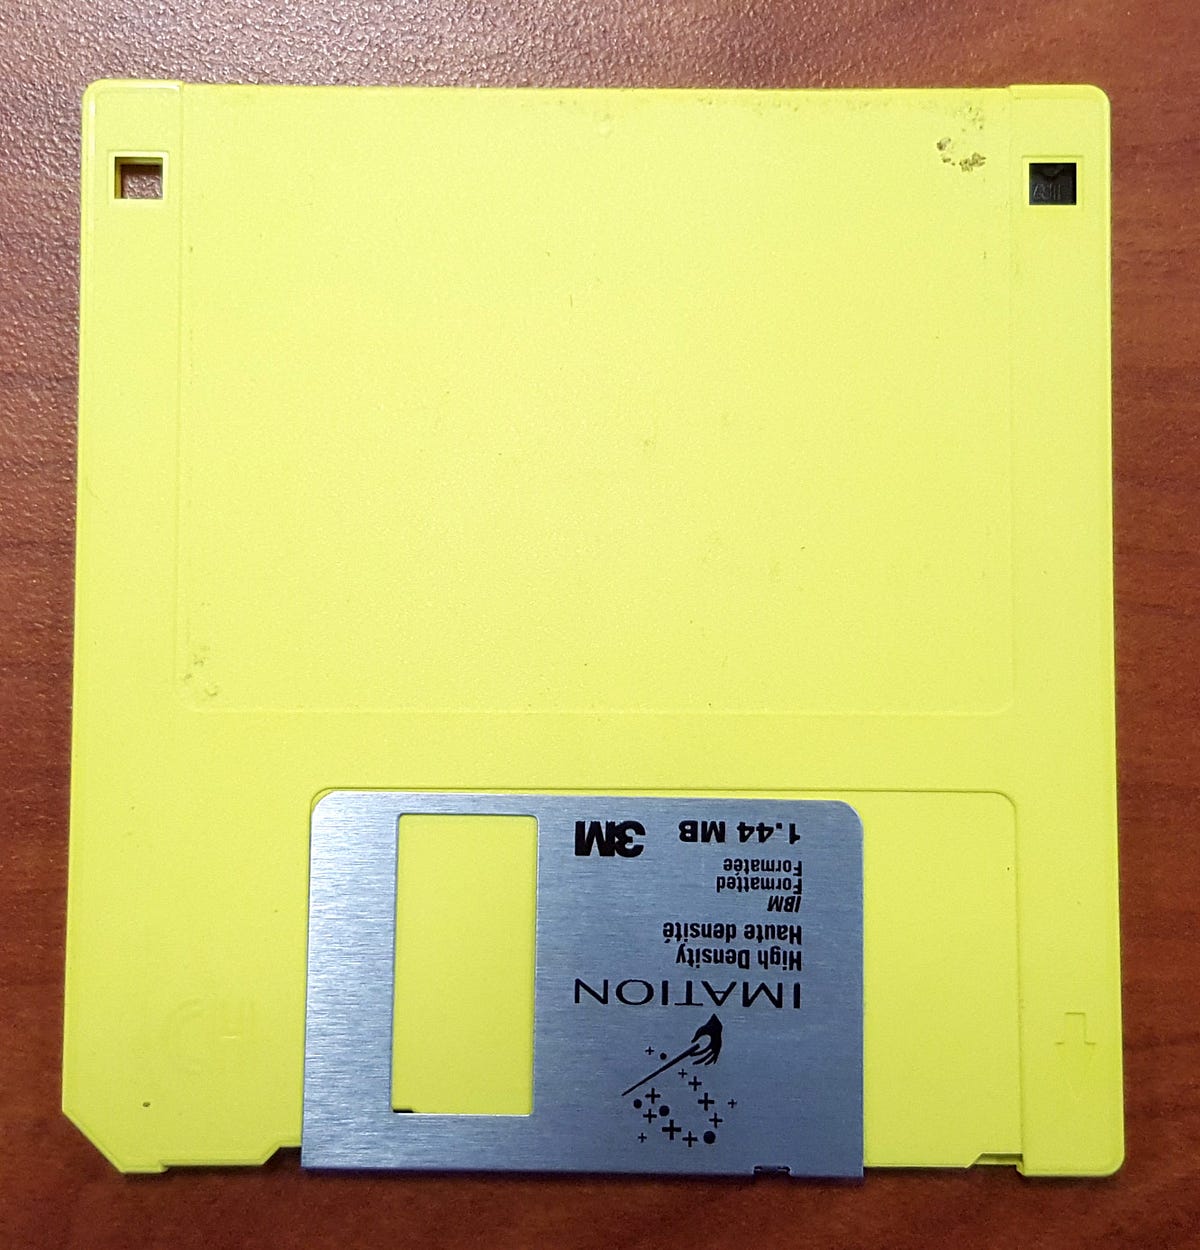 IMATION
High Density
Haute densité
IBM
Formatted
Formatée
1.44 MB 3M